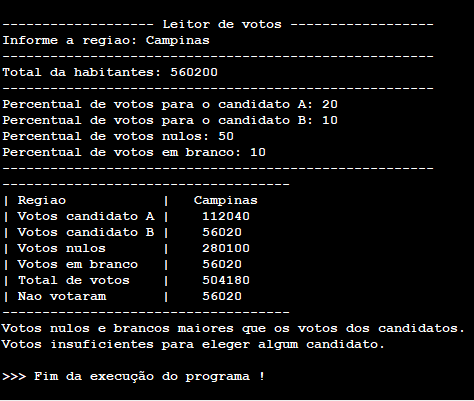 ------------------- Leitor de votos ------------------
Informe a regiao: Campinas
------------------------------------------------------
Total da habitantes: 560200
------------------------------------------------------
Percentual de votos para o candidato A: 20
Percentual de votos para o candidato B: 10
Percentual de votos nulos: 50
Percentual de votos em branco: 10
------------------------------------------------------
------------------------------------
| Regiao            |   Campinas
| Votos candidato A |    112040
| Votos candidato B |    56020
| Votos nulos       |    280100
| Votos em branco   |    56020
| Total de votos    |    504180
| Nao votaram       |    56020
------------------------------------
Votos nulos e brancos maiores que os votos dos candidatos.
Votos insuficientes para eleger algum candidato.
>>> Fim da execução do programa !